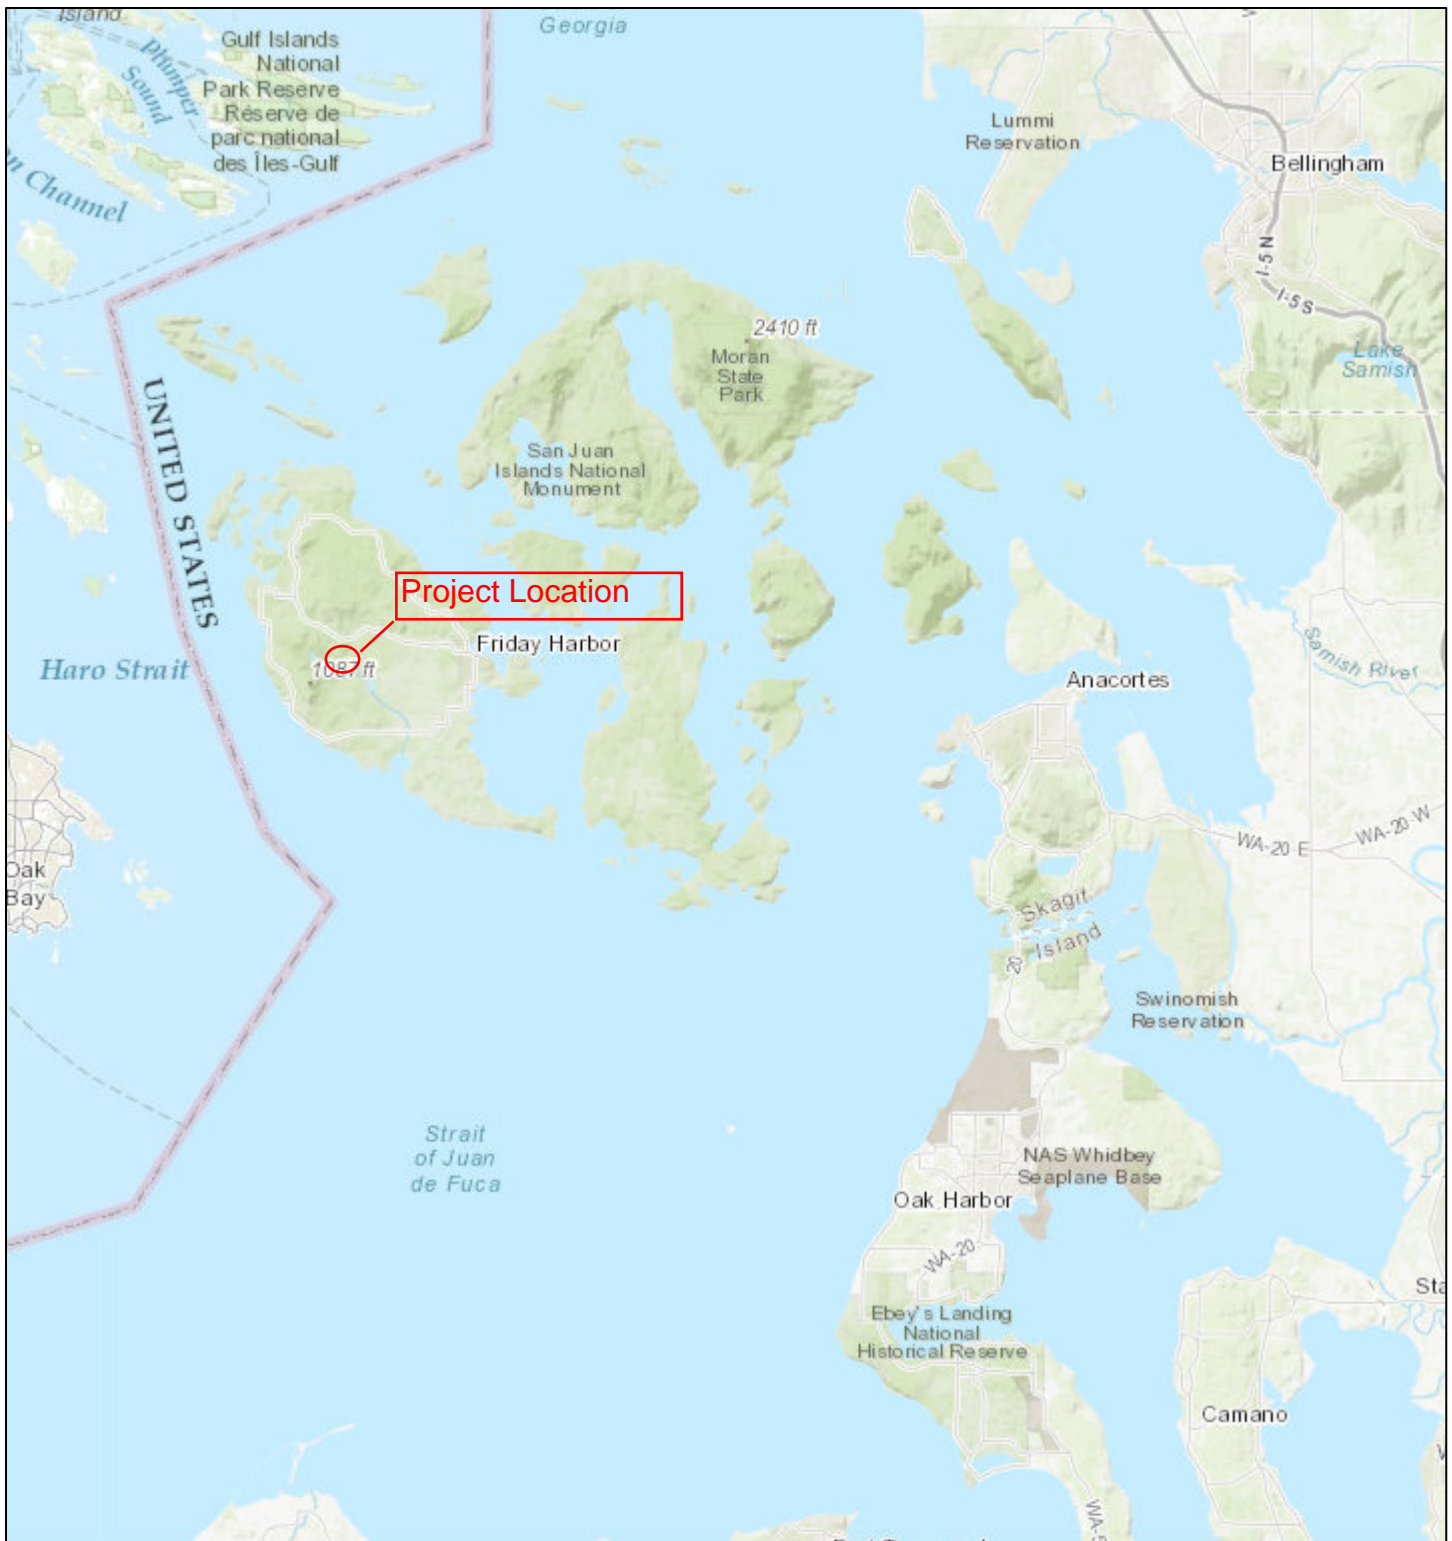 Island
Georgia
Gulf Islands
National
Park Reserve
Réserve de
parc national
des Îles-Gulf
Plumper
Sound
Channel
Lummi
Reservation
Bellingham
I-5 N
I-5 S
2410 ft
Moran
State
Park
Lake
Samish
UNITED STATES
San Juan
Islands National
Monument
Project Location
Friday Harbor
1087 ft
Haro Strait
Samish River
Anacortes
WA-20 E
WA-20 W
Oak
Bay
Skagit
Island
20
Swinomish
Reservation
Strait
of Juan
de Fuca
NAS Whidbey
Seaplane Base
Oak Harbor
WA-20
Ebey's Landing
National
Historical Reserve
Sta
Camano